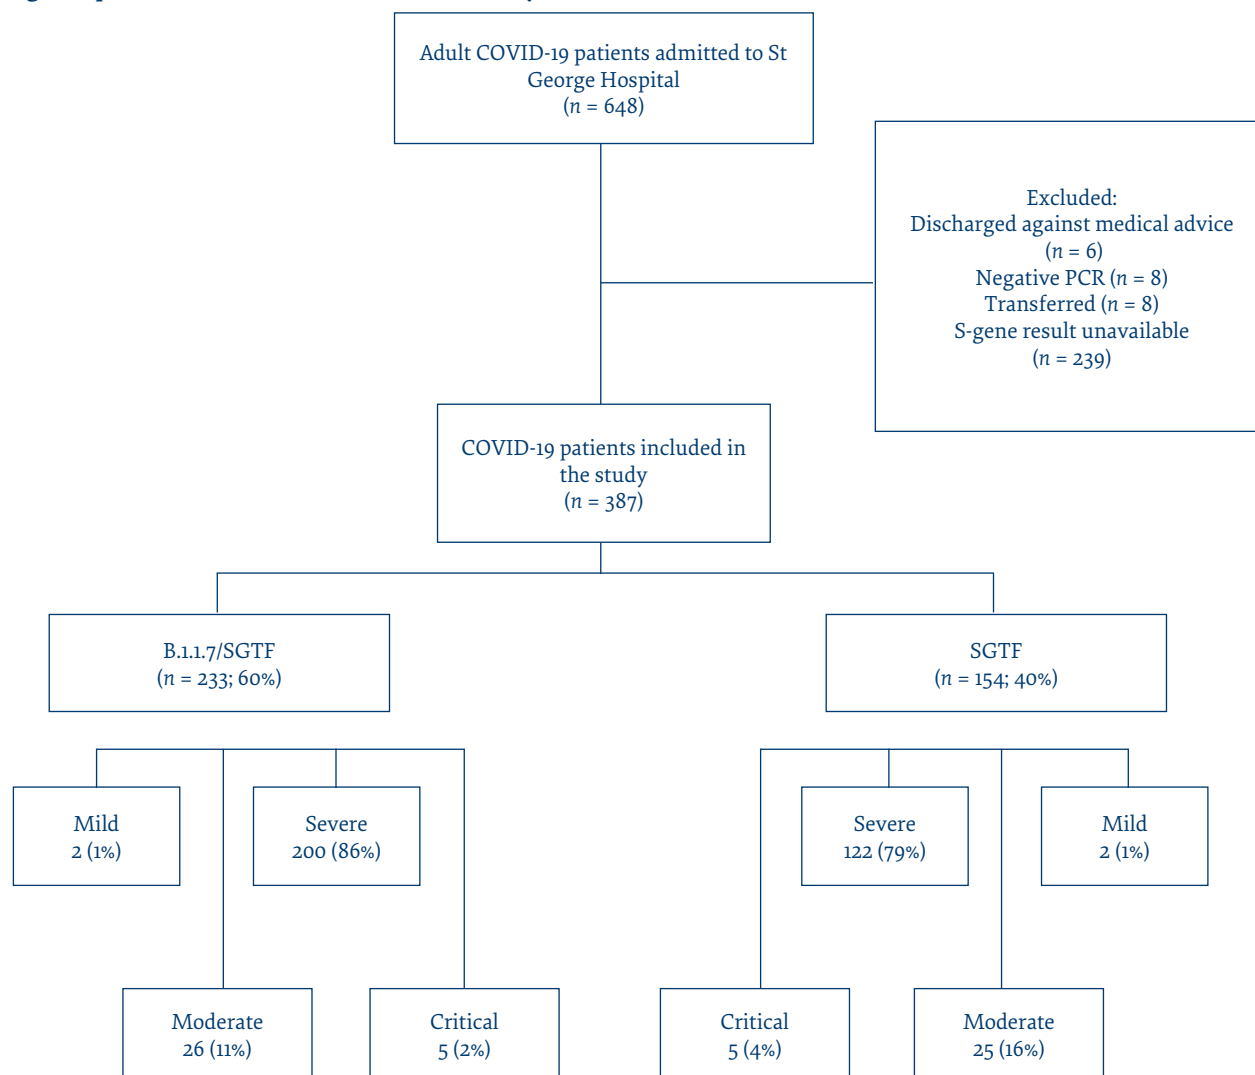 Adult COVID-19 patients admitted to St
George Hospital
(n = 648)
Excluded:
Discharged against medical advice
(n = 6)
Negative PCR (n = 8)
Transferred (n = 8)
S-gene result unavailable
(n = 239)
COVID-19 patients included in
the study
(n = 387)
B.1.1.7/SGTF
(n = 233; 60%)
SGTF
(n = 154; 40%)
Mild
2 (1%)
Severe
200 (86%)
Severe
122 (79%)
Mild
2 (1%)
Moderate
26 (11%)
Critical
5 (2%)
Critical
5 (4%)
Moderate
25 (16%)